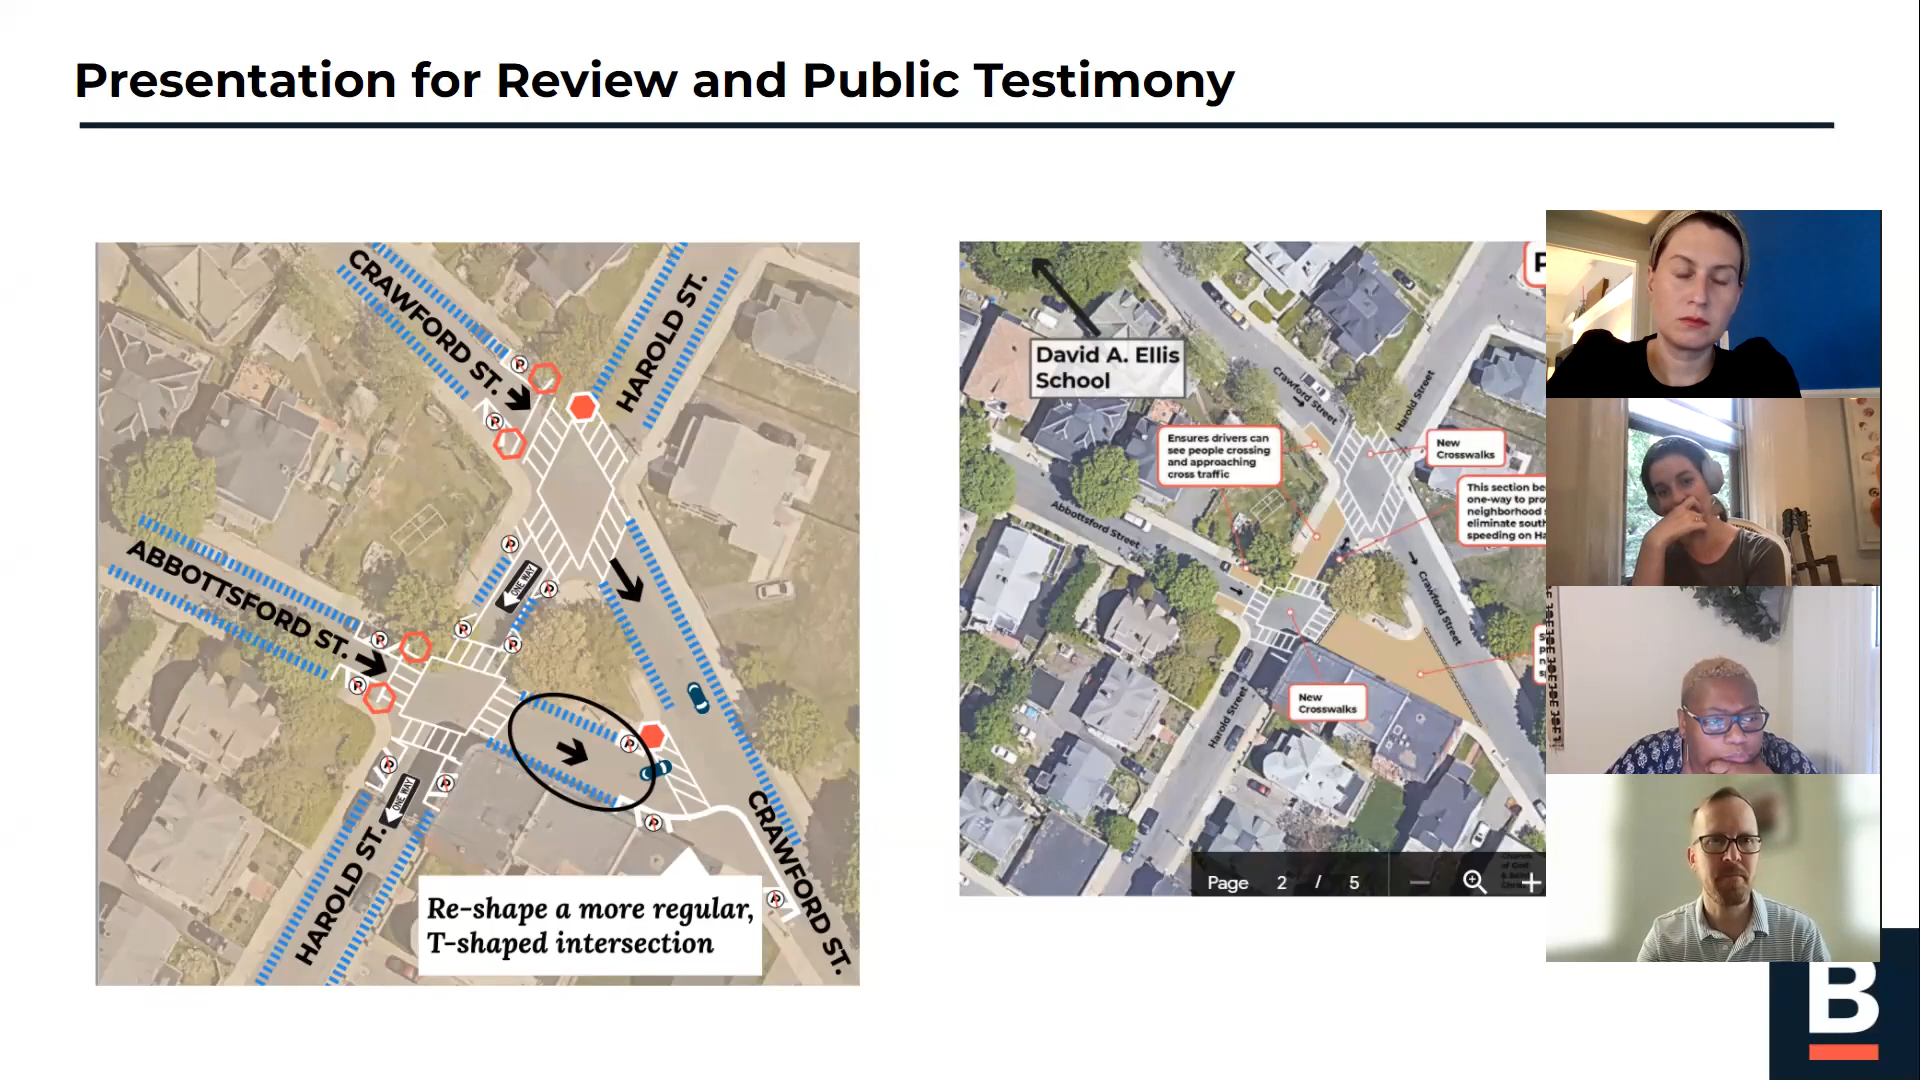 Presentation for Review and Public Testimony
CRAWFORD ST.
HAROLD ST.
ABBOTTSFORD ST.
ONE WAY
ONE WAY
HAROLD ST.
CRAWFORD ST.
Re-shape a more regular,
T-shaped intersection
P
David A. Ellis
School
Crawford Street
Harold Street
Ensures drivers can
see people crossing
and approaching
cross traffic
New
Crosswalks
This section be
one-way to pro
neighborhood
eliminate sout
speeding on Ha
Abbottsford Street
Crawford Street
New
Crosswalks
Harold Street
Page 2 / 5
B